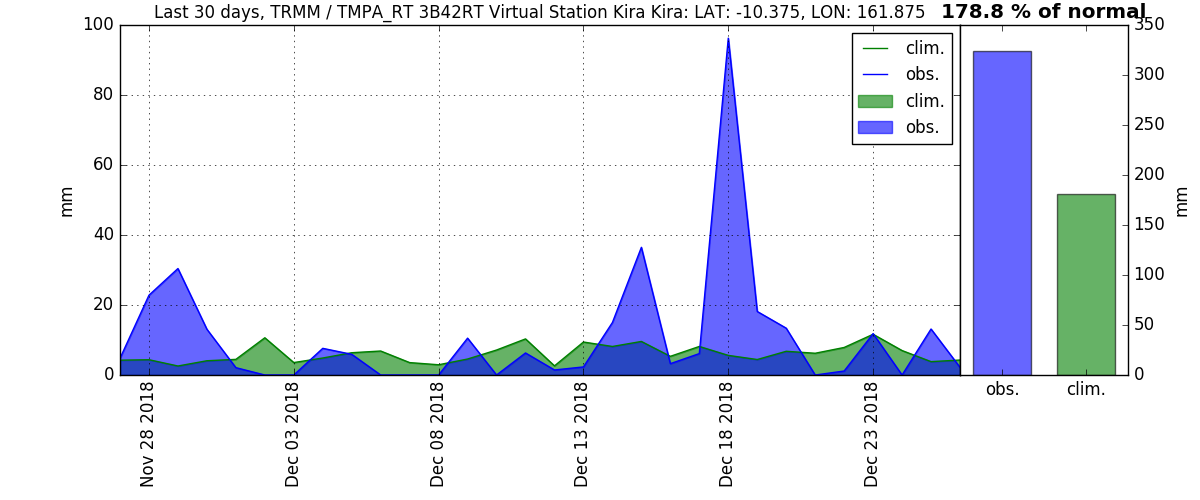 Last 30 days, TRMM / TMPA_RT 3B42RT Virtual Station Kira Kira: LAT: -10.375, LON: 161.875
178.8 % of normal
100
80
60
40
20
0
mm
clim.
obs.
clim.
obs.
350
300
250
200
150
100
50
0
mm
obs.
clim.
Nov 28 2018
Dec 03 2018
Dec 08 2018
Dec 13 2018
Dec 18 2018
Dec 23 2018